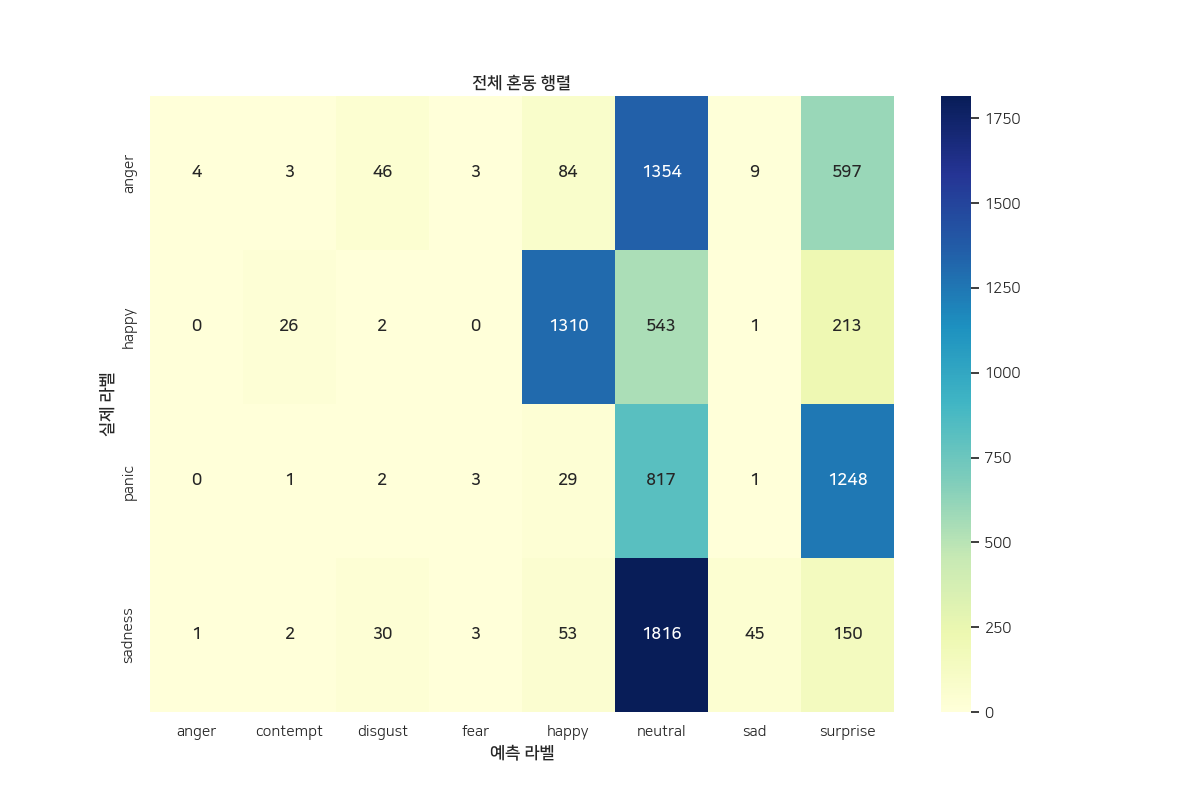 전체 혼동 행렬
실제 라벨
anger 4 3 46 3 84 1354 9 597
happy 0 26 2 0 1310 543 1 213
panic 0 1 2 3 29 817 1 1248
sadness 1 2 30 3 53 1816 45 150
anger contempt disgust fear happy neutral sad surprise
예측 라벨
1750
1500
1250
1000
750
500
250
0